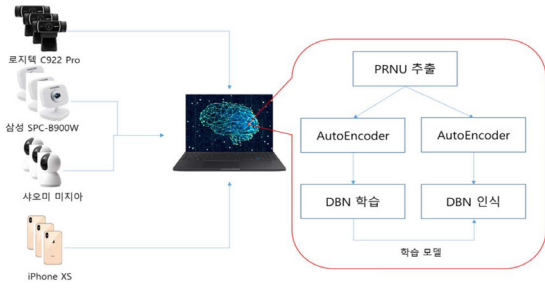 로지텍 C922 Pro
삼성 SPC-B900W
샤오미 미지아
iPhone XS
PRNU 추출
AutoEncoder
AutoEncoder
DBN 학습
DBN 인식
학습 모델